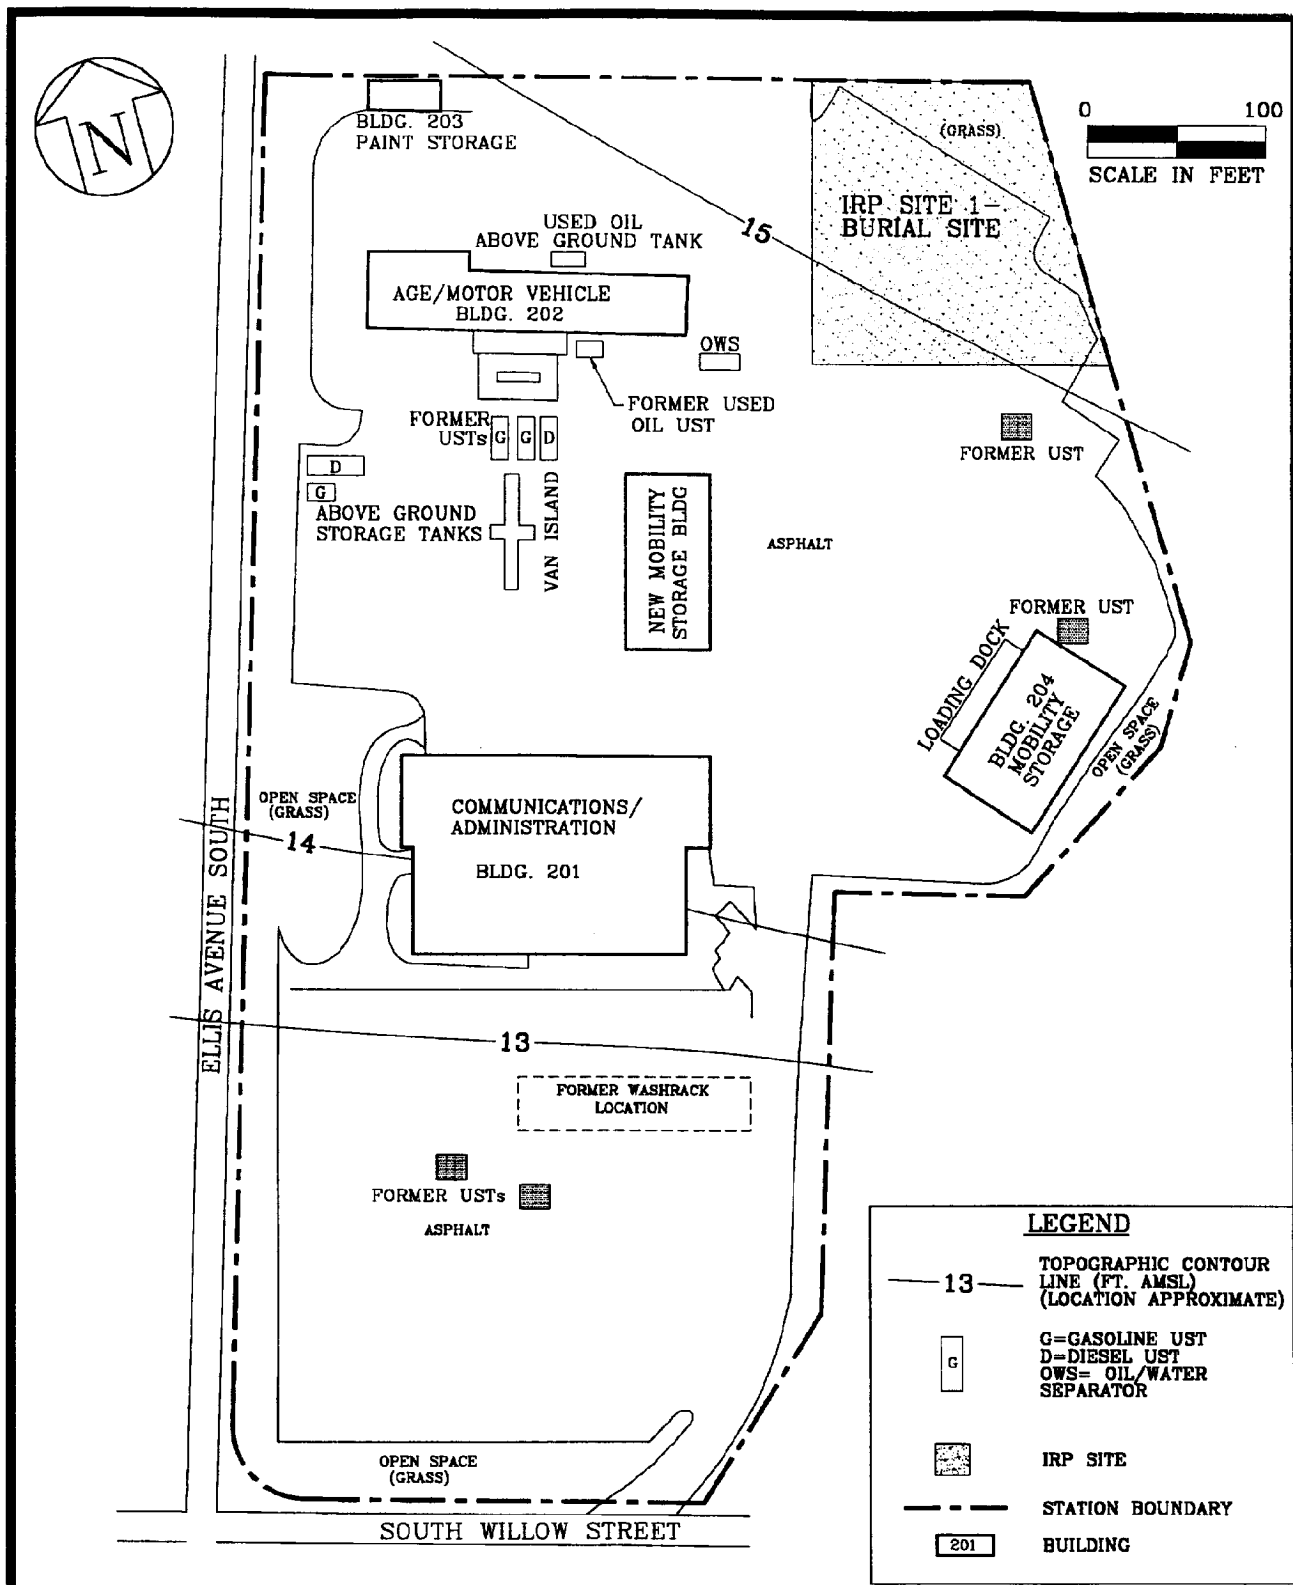 N
BLDG. 203
PAINT STORAGE
(GRASS)
0 100
SCALE IN FEET
IRP SITE 1-
BURIAL SITE
15
USED OIL
ABOVE GROUND TANK
AGE/MOTOR VEHICLE
BLDG. 202
OWS
FORMER USED
OIL UST
FORMER
USTs
G
G
D
D
G
ABOVE GROUND
STORAGE TANKS
VAN ISLAND
NEW MOBILITY
STORAGE BLDG
ASPHALT
FORMER UST
FORMER UST
LOADING DOCK
BLDG. 204
MOBILITY
STORAGE
OPEN SPACE
(GRASS)
OPEN SPACE
(GRASS)
14
COMMUNICATIONS/
ADMINISTRATION
BLDG. 201
ELLIS AVENUE SOUTH
13
FORMER WASHRACK
LOCATION
FORMER USTs
ASPHALT
OPEN SPACE
(GRASS)
SOUTH WILLOW STREET
LEGEND
13
TOPOGRAPHIC CONTOUR
LINE (FT. AMSL)
(LOCATION APPROXIMATE)
G
G=GASOLINE UST
D=DIESEL UST
OWS= OIL/WATER
SEPARATOR
IRP SITE
STATION BOUNDARY
201
BUILDING